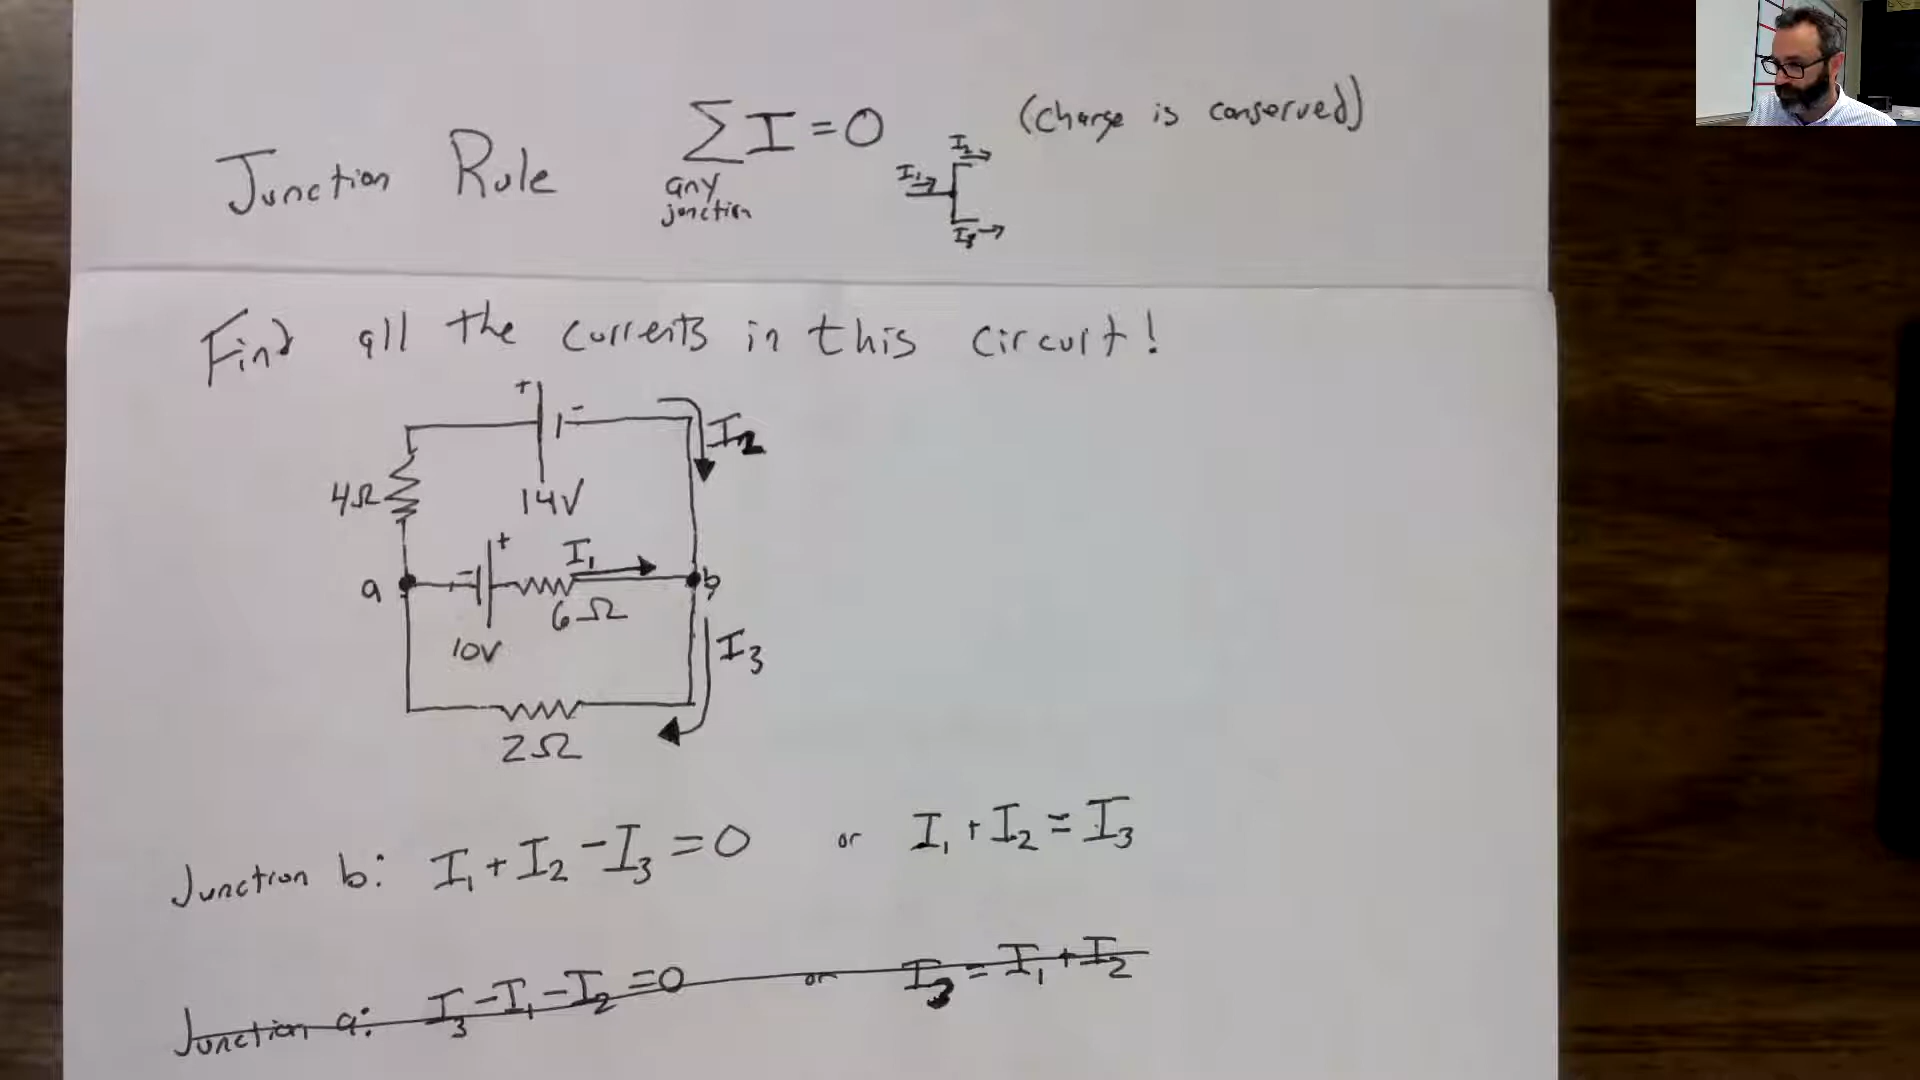 Junction Rule ∑I=0 (charge is conserved)
any
junction
I₂
I₁
I₃
Find all the currents in this circuit!
+ -
I₂
4Ω
14V
a - + I₁ b
6Ω
10V
I₃
2Ω
Junction b: I₁+I₂-I₃=0 or I₁+I₂=I₃
Junction a: I₃-I₁-I₂=0 or I₃=I₁+I₂